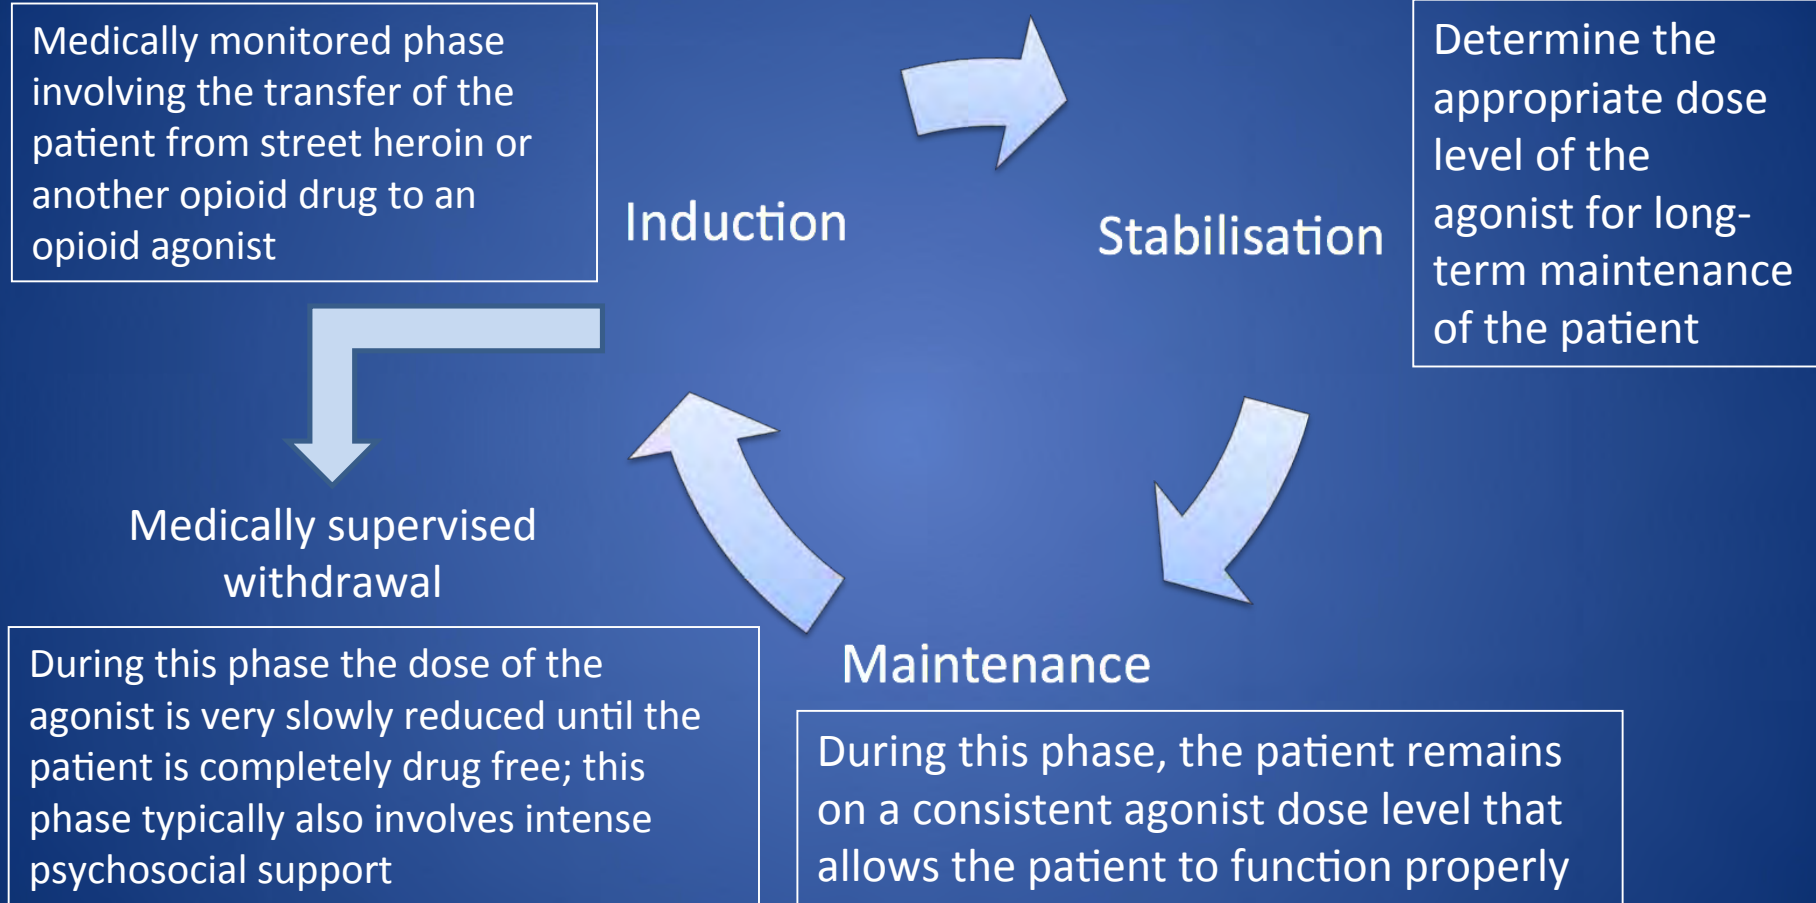 Medically monitored phase
involving the transfer of the
patient from street heroin or
another opioid drug to an
opioid agonist
Induction
Stabilisation
Determine the
appropriate dose
level of the
agonist for long-
term maintenance
of the patient
Medically supervised
withdrawal
During this phase the dose of the
agonist is very slowly reduced until the
patient is completely drug free; this
phase typically also involves intense
psychosocial support
Maintenance
During this phase, the patient remains
on a consistent agonist dose level that
allows the patient to function properly